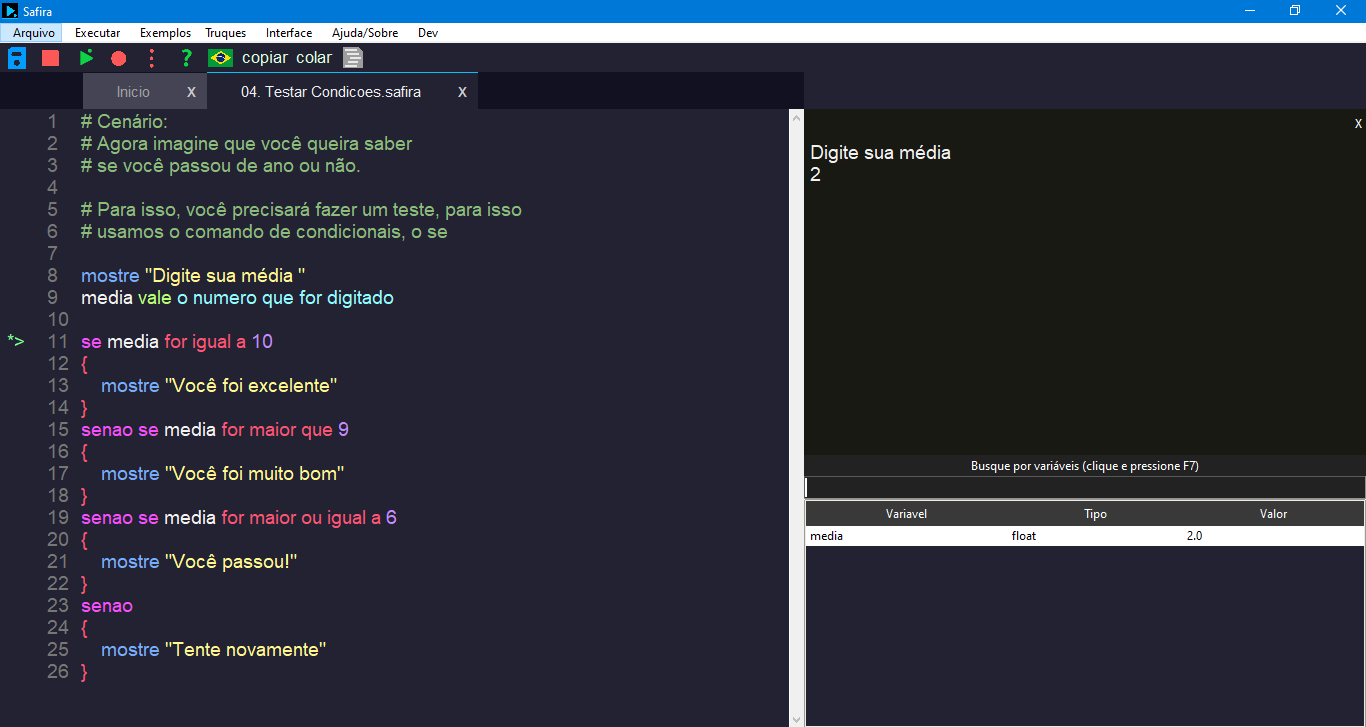 Safira
Arquivo Executar Exemplos Truques Interface Ajuda/Sobre Dev
? copiar colar
Inicio X 04. Testar Condicoes.safira X
1 # Cenário:
2 # Agora imagine que você queira saber
3 # se você passou de ano ou não.
4
5 # Para isso, você precisará fazer um teste, para isso
6 # usamos o comando de condicionais, o se
7
8 mostre "Digite sua média "
9 media vale o numero que for digitado
10
*> 11 se media for igual a 10
12 {
13 mostre "Você foi excelente"
14 }
15 senao se media for maior que 9
16 {
17 mostre "Você foi muito bom"
18 }
19 senao se media for maior ou igual a 6
20 {
21 mostre "Você passou!"
22 }
23 senao
24 {
25 mostre "Tente novamente"
26 }
X
Digite sua média
2
Busque por variáveis (clique e pressione F7)
Variavel Tipo Valor
media float 2.0